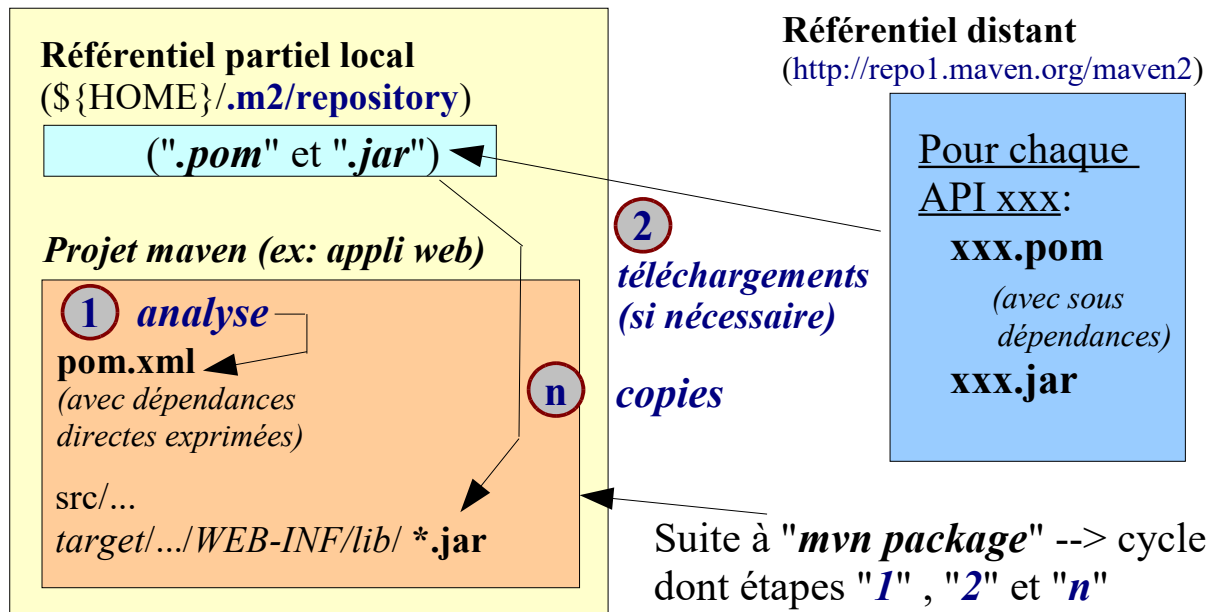 Référentiel partiel local
(${HOME}/.m2/repository)
(".pom" et ".jar")
Projet maven (ex: appli web)
1 analyse
pom.xml
(avec dépendances
directes exprimées)
src/...
target/.../WEB-INF/lib/ *.jar
2
téléchargements
(si nécessaire)
n copies
Référentiel distant
(http://repo1.maven.org/maven2)
Pour chaque
API xxx:
xxx.pom
(avec sous
dépendances)
xxx.jar
Suite à "mvn package" --> cycle
dont étapes "1" , "2" et "n"